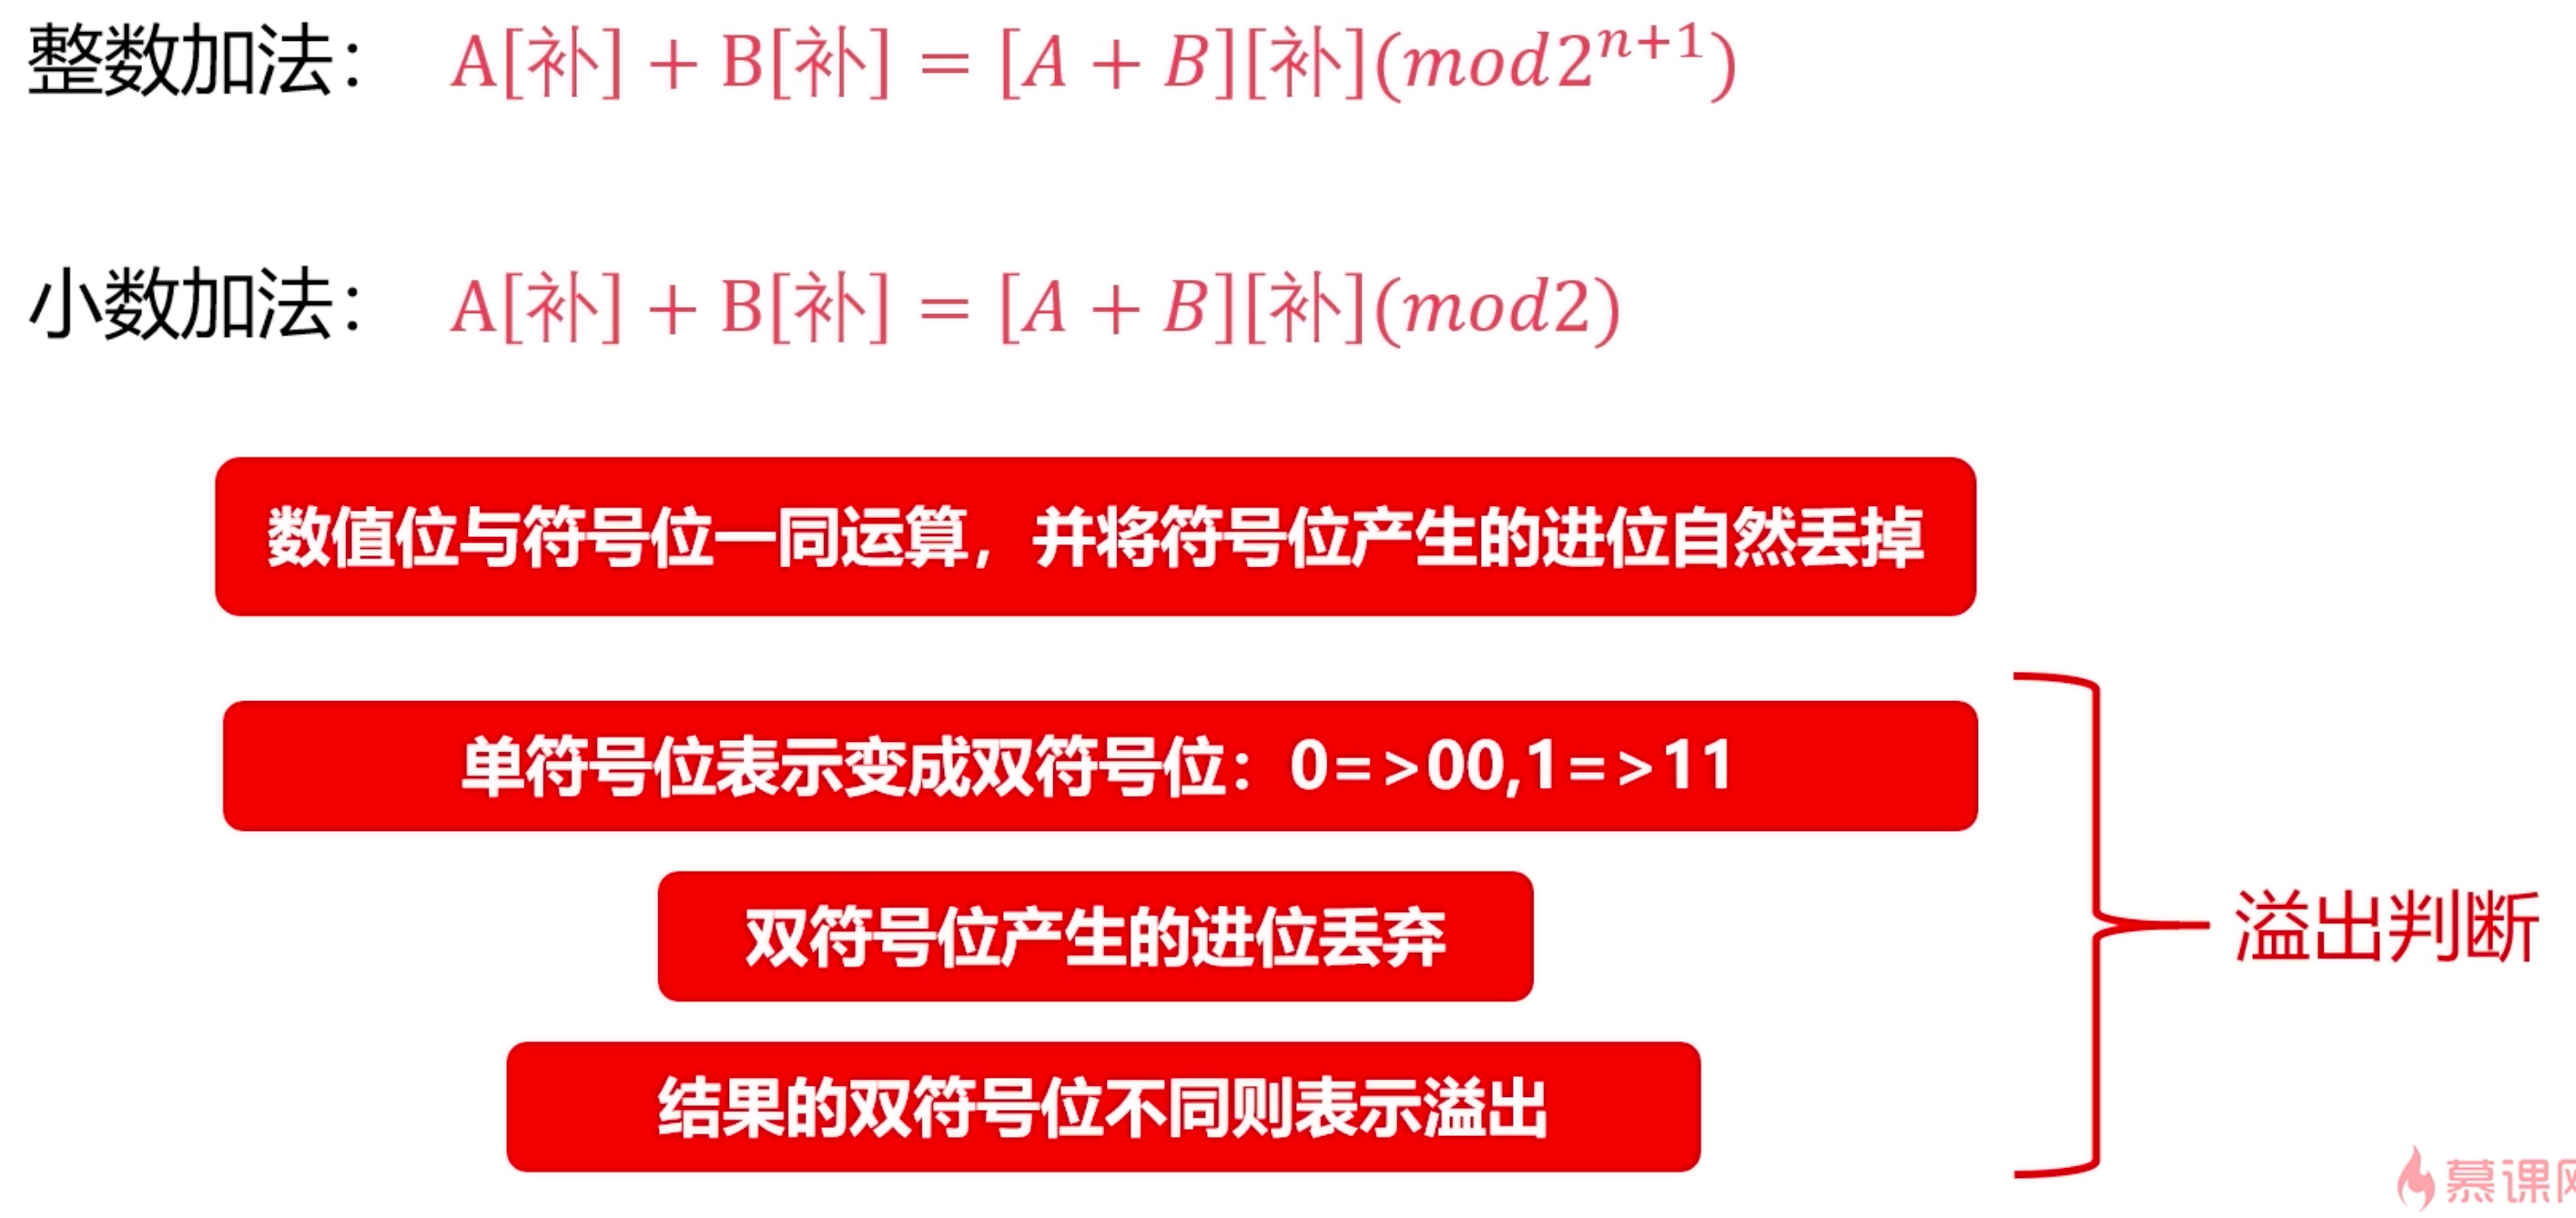 整数加法： A[补] + B[补] = [A + B][补](mod2^{n+1})
小数加法： A[补] + B[补] = [A + B][补](mod2)
数值位与符号位一同运算，并将符号位产生的进位自然丢掉
单符号位表示变成双符号位：0=>00,1=>11
双符号位产生的进位丢弃
溢出判断
结果的双符号位不同则表示溢出
慕课网